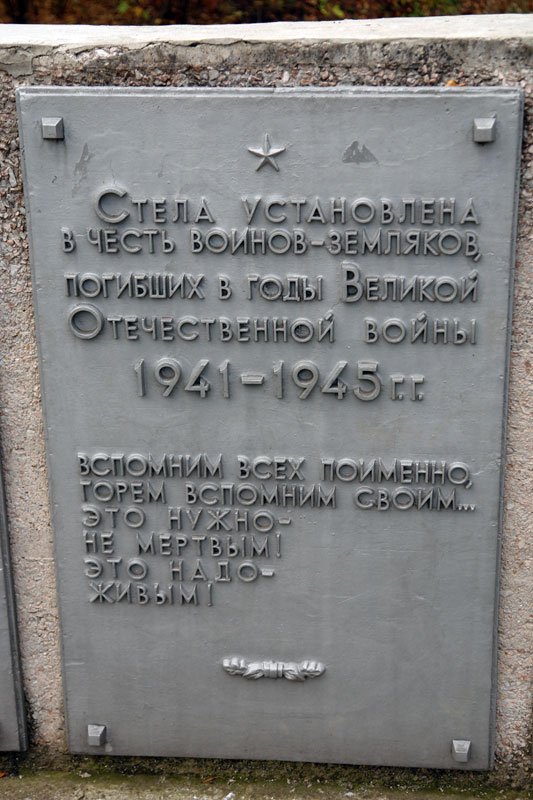 Стела установлена
в честь воинов-земляков,
погибших в годы Великой
Отечественной войны
1941-1945 г.г.
вспомним всех поименно,
горем вспомним своим...
это нужно-
не мертвым!
это надо-
живым!